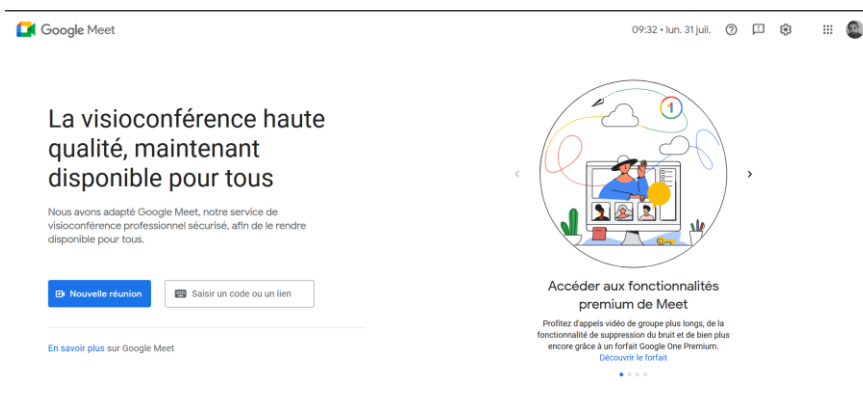 Google Meet
09:32 • lun. 31 juil.
La visioconférence haute
qualité, maintenant
disponible pour tous
Nous avons adapté Google Meet, notre service de
visioconférence professionnel sécurisé, afin de le rendre
disponible pour tous.
Nouvelle réunion
Saisir un code ou un lien
En savoir plus sur Google Meet
1
Accéder aux fonctionnalités
premium de Meet
Profitez d'appels vidéo de groupe plus longs, de la
fonctionnalité de suppression du bruit et de bien plus
encore grâce à un forfait Google One Premium.
Découvrir le forfait